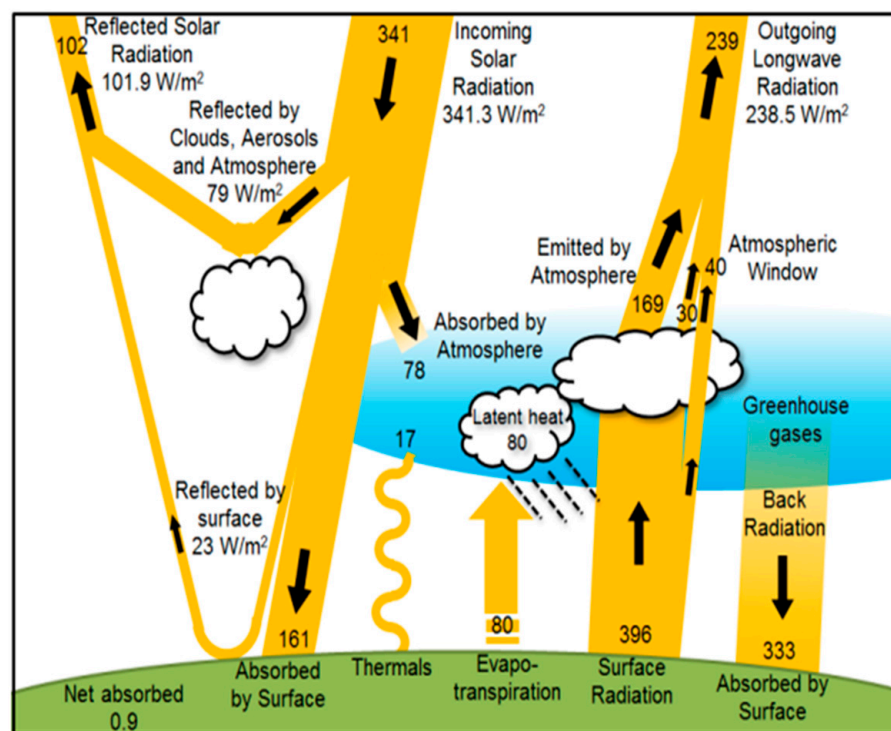 102
Reflected Solar
Radiation
101.9 W/m²
341
Incoming
Solar
Radiation
341.3 W/m²
239
Outgoing
Longwave
Radiation
238.5 W/m²
Reflected by
Clouds, Aerosols
and Atmosphere
79 W/m²
Emitted by
Atmosphere
169
30
40
Atmospheric
Window
Absorbed by
Atmosphere
78
17
Latent heat
80
Greenhouse
gases
Reflected by
surface
23 W/m²
Back
Radiation
161
80
396
333
Net absorbed
0.9
Absorbed
by Surface
Thermals
Evapo-
transpiration
Surface
Radiation
Absorbed by
Surface